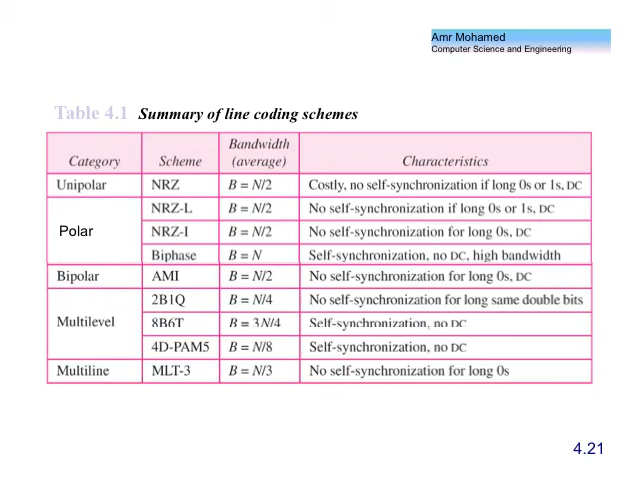 Amr Mohamed
Computer Science and Engineering
Table 4.1 Summary of line coding schemes
Category Scheme Bandwidth (average) Characteristics
Unipolar NRZ B = N/2 Costly, no self-synchronization if long 0s or 1s, DC
Polar NRZ-L B = N/2 No self-synchronization if long 0s or 1s, DC
NRZ-I B = N/2 No self-synchronization for long 0s, DC
Biphase B = N Self-synchronization, no DC, high bandwidth
Bipolar AMI B = N/2 No self-synchronization for long 0s, DC
Multilevel 2B1Q B = N/4 No self-synchronization for long same double bits
8B6T B = 3N/4 Self-synchronization, no DC
4D-PAM5 B = N/8 Self-synchronization, no DC
Multiline MLT-3 B = N/3 No self-synchronization for long 0s
4.21